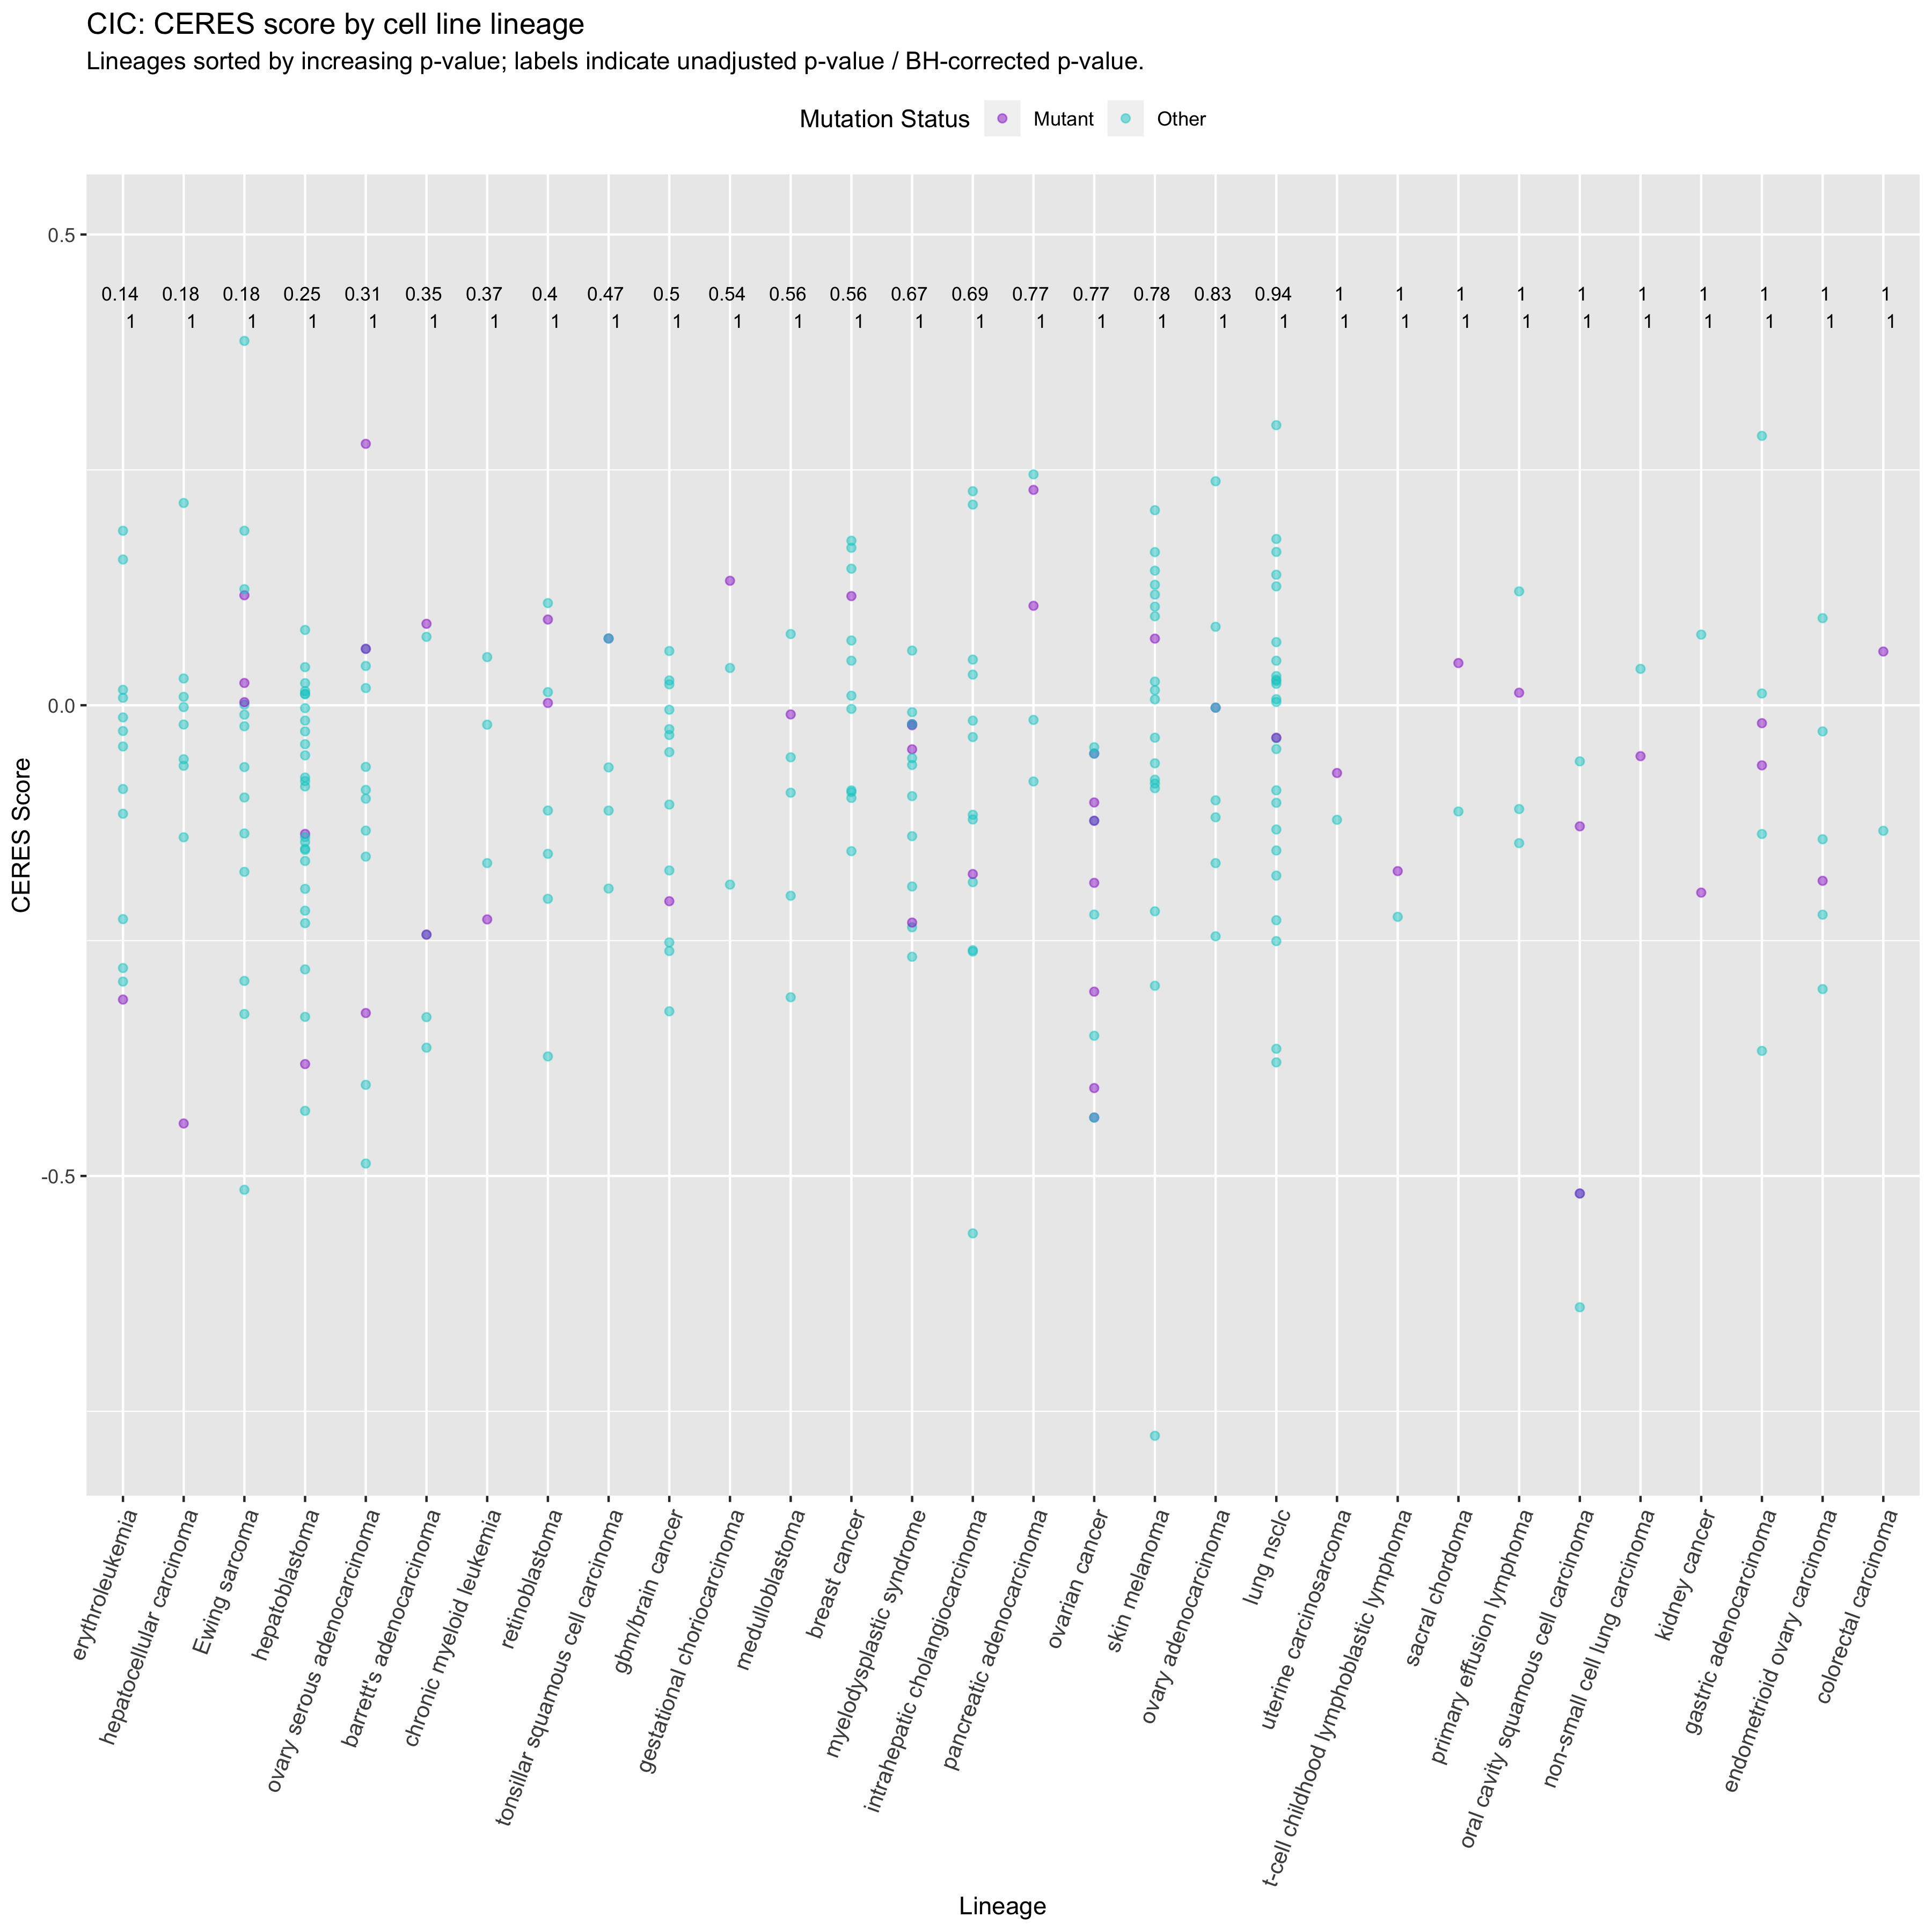 CIC: CERES score by cell line lineage
Lineages sorted by increasing p-value; labels indicate unadjusted p-value / BH-corrected p-value.
Mutation Status Mutant Other
0.5
0.14 0.18 0.18 0.25 0.31 0.35 0.37 0.4 0.47 0.5 0.54 0.56 0.56 0.67 0.69 0.77 0.77 0.78 0.83 0.94 1 1 1 1 1 1 1 1 1 1
1 1 1 1 1 1 1 1 1 1 1 1 1 1 1 1 1 1 1 1 1 1 1 1 1 1 1 1 1 1
0.0
CERES Score
-0.5
erythroleukemia
hepatocellular carcinoma
Ewing sarcoma
hepatoblastoma
ovary serous adenocarcinoma
barrett's adenocarcinoma
chronic myeloid leukemia
retinoblastoma
tonsillar squamous cell carcinoma
gbm/brain cancer
gestational choriocarcinoma
medulloblastoma
breast cancer
myelodysplastic syndrome
intrahepatic cholangiocarcinoma
pancreatic adenocarcinoma
ovarian cancer
skin melanoma
ovary adenocarcinoma
lung nsclc
uterine carcinosarcoma
t-cell childhood lymphoblastic lymphoma
sacral chordoma
primary effusion lymphoma
oral cavity squamous cell carcinoma
non-small cell lung carcinoma
kidney cancer
gastric adenocarcinoma
endometrioid ovary carcinoma
colorectal carcinoma
Lineage